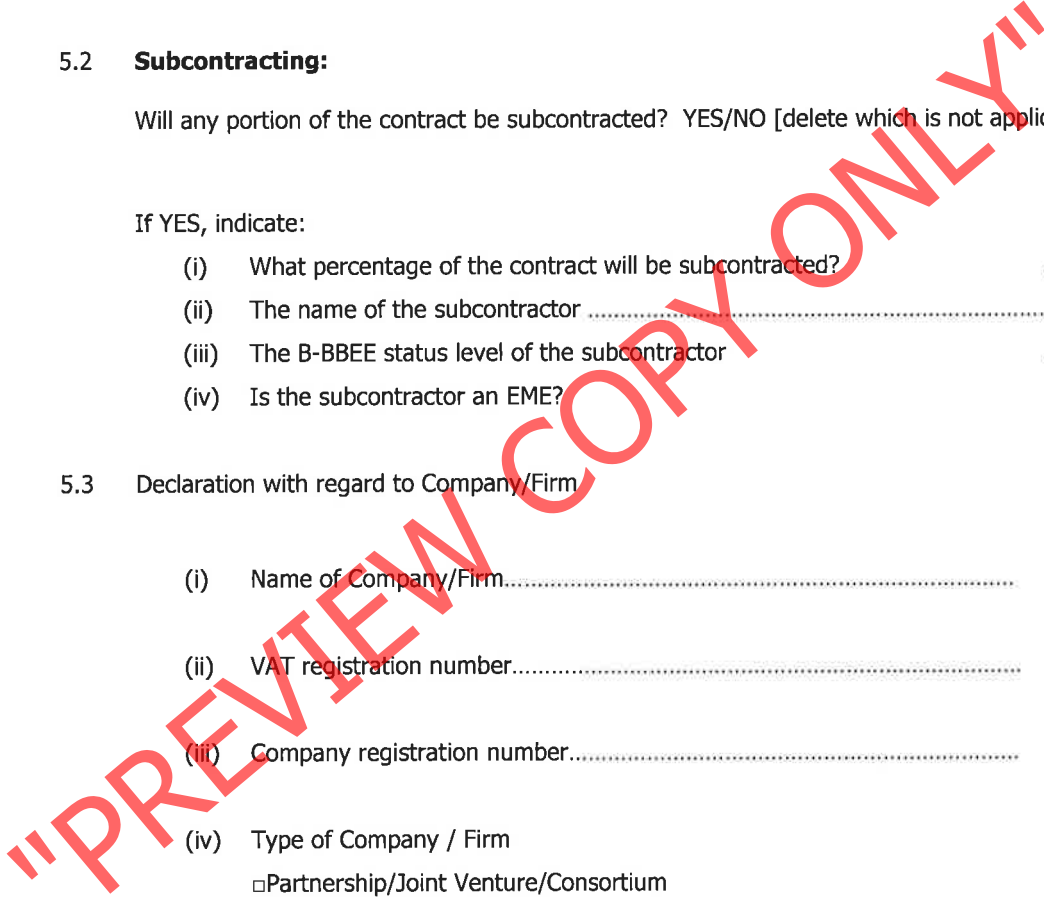 5.2 Subcontracting:
Will any portion of the contract be subcontracted? YES/NO [delete which is not
If YES, indicate:
(i) What percentage of the contract will be subcontracted?
(ii) The name of the subcontractor ................................................
(iii) The B-BBEE status level of the subcontractor
(iv) Is the subcontractor an EME?
5.3 Declaration with regard to Company/Firm
(i) Name of Company/Firm................................................
(ii) VAT registration number................................................
(iii) Company registration number................................................
(iv) Type of Company / Firm
□Partnership/Joint Venture/Consortium
"PREVIEW COPY ONLY"